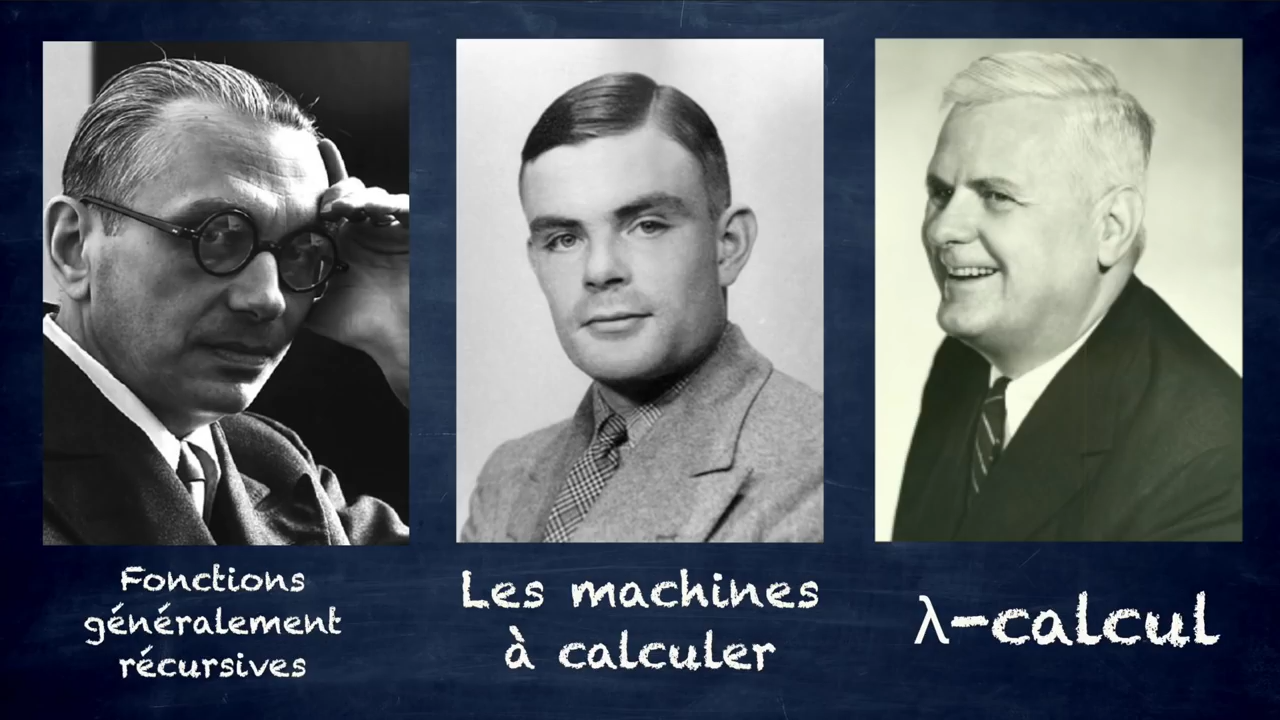 Fonctions
généralement
récursives
Les machines
à calculer
λ-calcul